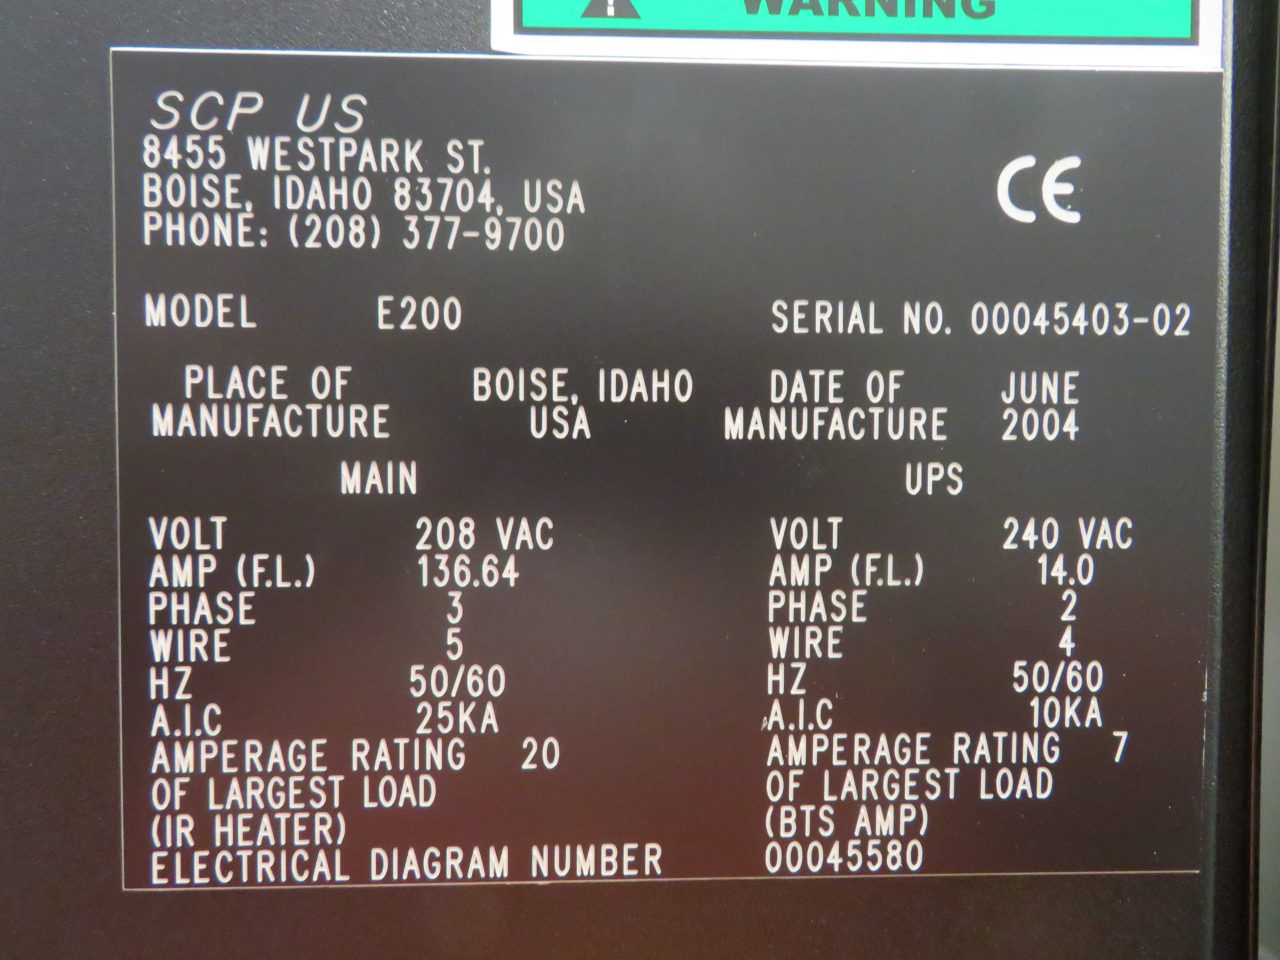 WARNING
SCP US
8455 WESTPARK ST.
BOISE, IDAHO 83704, USA
PHONE: (208) 377-9700
CE
MODEL E200 SERIAL NO. 00045403-02
PLACE OF BOISE, IDAHO DATE OF JUNE
MANUFACTURE USA MANUFACTURE 2004
MAIN UPS
VOLT 208 VAC VOLT 240 VAC
AMP (F.L.) 136.64 AMP (F.L.) 14.0
PHASE 3 PHASE 2
WIRE 5 WIRE 4
HZ 50/60 HZ 50/60
A.I.C 25KA A.I.C 10KA
AMPERAGE RATING 20 AMPERAGE RATING 7
OF LARGEST LOAD OF LARGEST LOAD
(IR HEATER) (BTS AMP)
ELECTRICAL DIAGRAM NUMBER 00045580